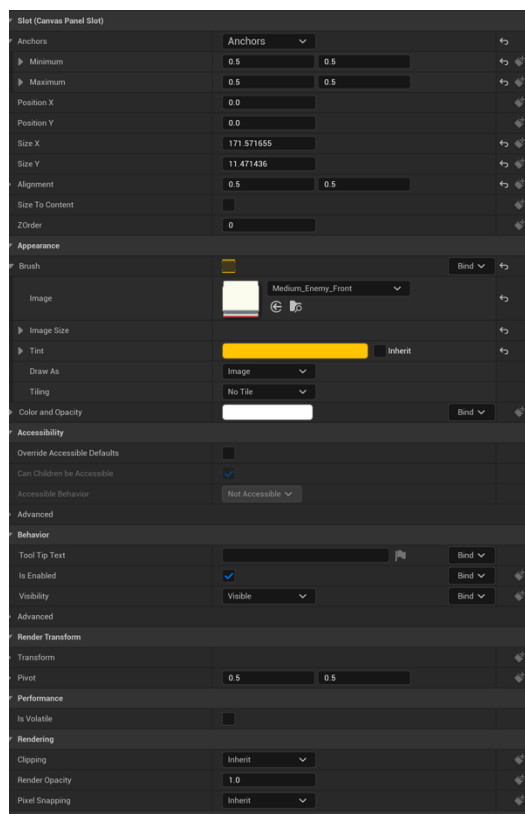 Slot (Canvas Panel Slot)
Anchors Anchors
Minimum 0.5 0.5
Maximum 0.5 0.5
Position X 0.0
Position Y 0.0
Size X 171.571655
Size Y 11.471436
Alignment 0.5 0.5
Size To Content
ZOrder 0
Appearance
Brush Bind
Image Medium_Enemy_Front
Image Size
Tint Inherit
Draw As Image
Tiling No Tile
Color and Opacity Bind
Accessibility
Override Accessible Defaults
Can Children be Accessible
Accessible Behavior Not Accessible
Advanced
Behavior
Tool Tip Text Bind
Is Enabled Bind
Visibility Visible Bind
Advanced
Render Transform
Transform
Pivot 0.5 0.5
Performance
Is Volatile
Rendering
Clipping Inherit
Render Opacity 1.0
Pixel Snapping Inherit